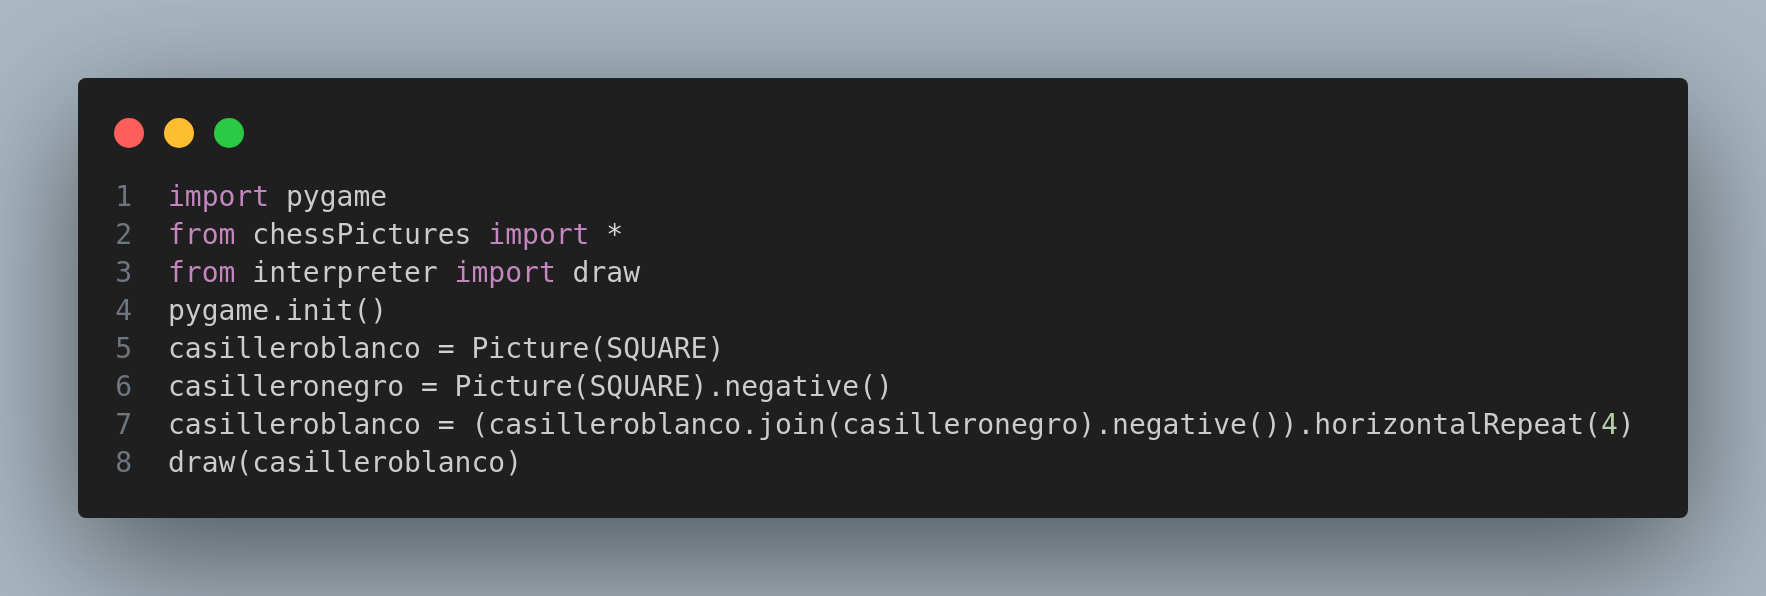 1 import pygame
2 from chessPictures import *
3 from interpreter import draw
4 pygame.init()
5 casilleroblanco = Picture(SQUARE)
6 casilleronegro = Picture(SQUARE).negative()
7 casilleroblanco = (casilleroblanco.join(casilleronegro).negative()).horizontalRepeat(4)
8 draw(casilleroblanco)